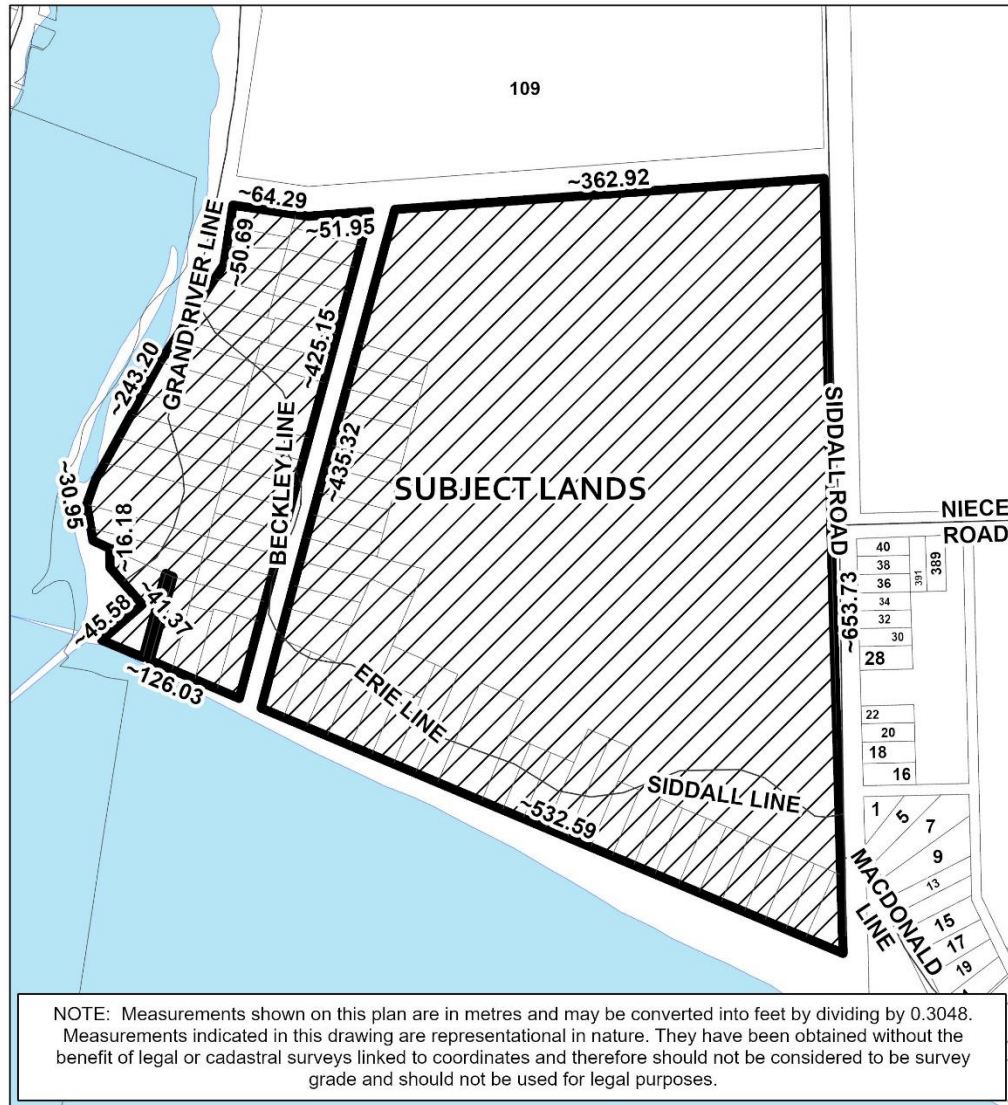 109
~362.92
~64.29
~51.95
~50.69
GRAND RIVER LINE
~425.15
~243.20
~435.32
BECKLEY LINE
SUBJECT LANDS
SIDDALL ROAD
NIECE
ROAD
~30.95
~16.18
~41.37
~45.58
~126.03
40
38
36
34
32
30
28
391
389
~653.73
ERIE LINE
22
20
18
16
SIDDALL LINE
~532.59
1
5
7
9
13
15
17
19
MACDONALD
LINE
NOTE: Measurements shown on this plan are in metres and may be converted into feet by dividing by 0.3048.
Measurements indicated in this drawing are representational in nature. They have been obtained without the
benefit of legal or cadastral surveys linked to coordinates and therefore should not be considered to be survey
grade and should not be used for legal purposes.